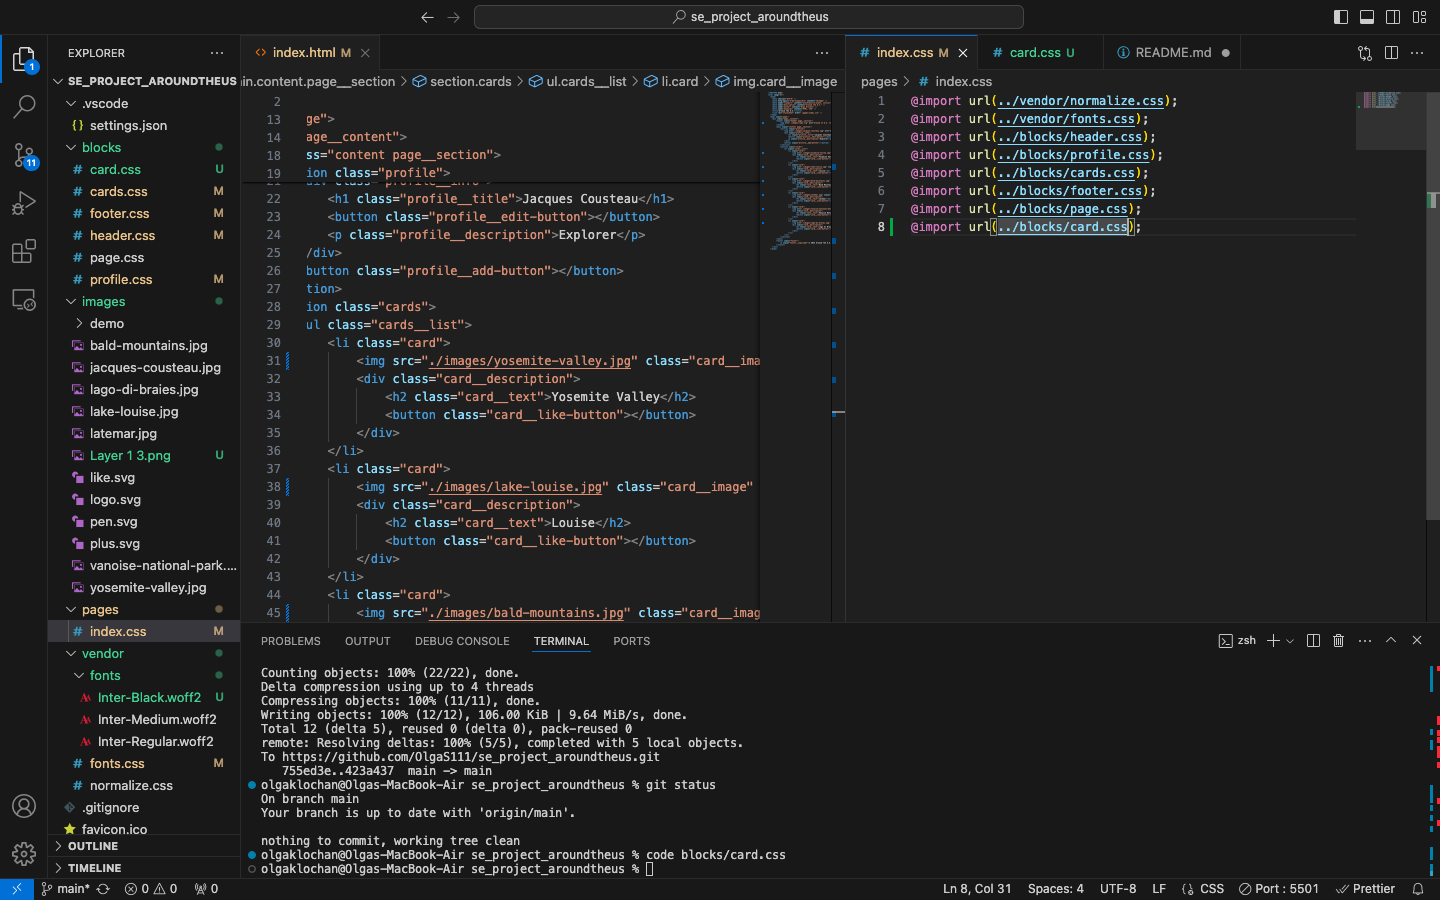 se_project_aroundtheus
EXPLORER
SE_PROJECT_AROUNDTHEUS
.vscode
settings.json
blocks
card.css U
cards.css M
footer.css M
header.css M
page.css
profile.css M
images
demo
bald-mountains.jpg
jacques-cousteau.jpg
lago-di-braies.jpg
lake-louise.jpg
latemar.jpg
Layer 1 3.png U
like.svg
logo.svg
pen.svg
plus.svg
vanoise-national-park....
yosemite-valley.jpg
pages
index.css M
vendor
fonts
Inter-Black.woff2 U
Inter-Medium.woff2
Inter-Regular.woff2
fonts.css M
normalize.css
.gitignore
favicon.ico
OUTLINE
TIMELINE
1
11
index.html M
in.content.page__section > section.cards > ul.cards__list > li.card > img.card__image
2
13 ge">
14 age__content">
18 ss="content page__section">
19 ion class="profile">
22 <h1 class="profile__title">Jacques Cousteau</h1>
23 <button class="profile__edit-button"></button>
24 <p class="profile__description">Explorer</p>
25 /div>
26 button class="profile__add-button"></button>
27 tion>
28 ion class="cards">
29 ul class="cards__list">
30 <li class="card">
31 <img src="./images/yosemite-valley.jpg" class="card__ima
32 <div class="card__description">
33 <h2 class="card__text">Yosemite Valley</h2>
34 <button class="card__like-button"></button>
35 </div>
36 </li>
37 <li class="card">
38 <img src="./images/lake-louise.jpg" class="card__image"
39 <div class="card__description">
40 <h2 class="card__text">Louise</h2>
41 <button class="card__like-button"></button>
42 </div>
43 </li>
44 <li class="card">
45 <img src="./images/bald-mountains.jpg" class="card__imag
index.css M
card.css U
README.md
pages > index.css
1 @import url(../vendor/normalize.css);
2 @import url(../vendor/fonts.css);
3 @import url(../blocks/header.css);
4 @import url(../blocks/profile.css);
5 @import url(../blocks/cards.css);
6 @import url(../blocks/footer.css);
7 @import url(../blocks/page.css);
8 @import url(../blocks/card.css);
PROBLEMS OUTPUT DEBUG CONSOLE TERMINAL PORTS
zsh
Counting objects: 100% (22/22), done.
Delta compression using up to 4 threads
Compressing objects: 100% (11/11), done.
Writing objects: 100% (12/12), 106.00 KiB | 9.64 MiB/s, done.
Total 12 (delta 5), reused 0 (delta 0), pack-reused 0
remote: Resolving deltas: 100% (5/5), completed with 5 local objects.
To https://github.com/OlgaS111/se_project_aroundtheus.git
755ed3e..423a437 main -> main
olgaklochan@Olgas-MacBook-Air se_project_aroundtheus % git status
On branch main
Your branch is up to date with 'origin/main'.
nothing to commit, working tree clean
olgaklochan@Olgas-MacBook-Air se_project_aroundtheus % code blocks/card.css
olgaklochan@Olgas-MacBook-Air se_project_aroundtheus %
main* 0 0 0 Ln 8, Col 31 Spaces: 4 UTF-8 LF CSS Port : 5501 Prettier